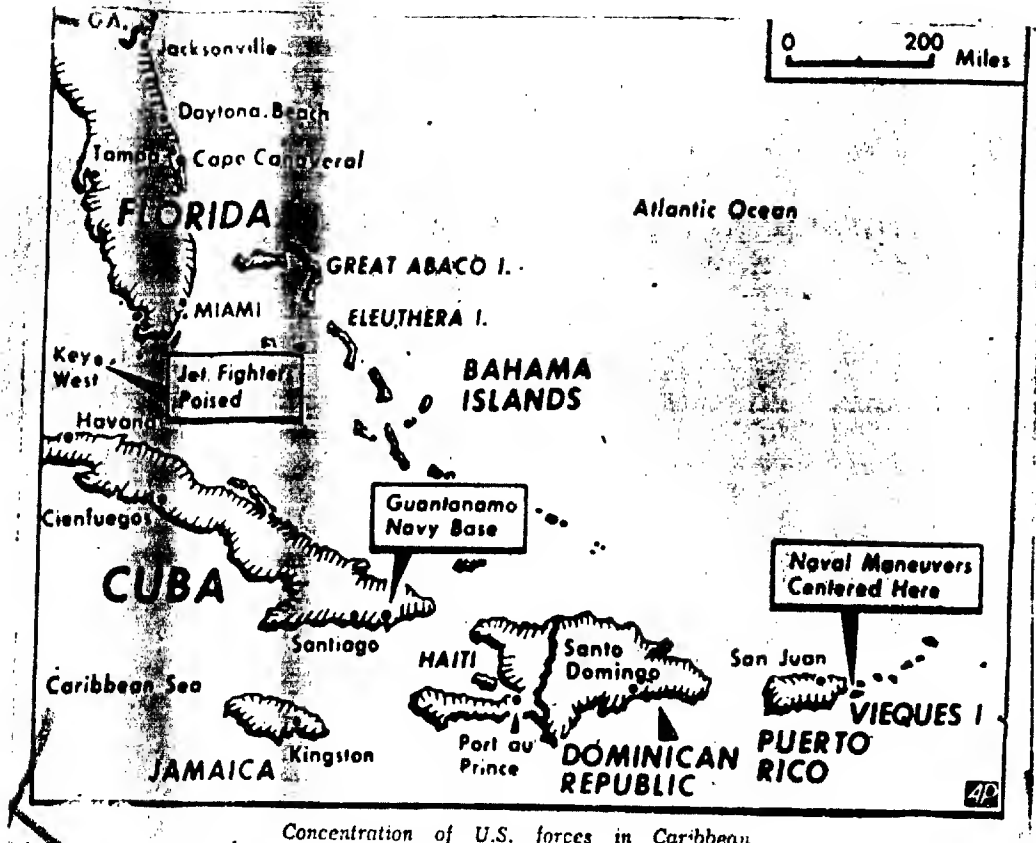 GA.
Jacksonville
0 200 Miles
Daytona Beach
Tampa
Cape Canaveral
FLORIDA
Atlantic Ocean
GREAT ABACO I.
MIAMI
ELEUTHERA I.
Key
West
Jet Fighters
Poised
BAHAMA
ISLANDS
Havana
Cienfuegos
Guantanamo
Navy Base
CUBA
Naval Maneuvers
Centered Here
Santiago
HAITI
Santo
Domingo
San Juan
Caribbean Sea
VIEQUES I
Kingston
JAMAICA
Port au
Prince
DOMINICAN
REPUBLIC
PUERTO
RICO
AP
Concentration of U.S. forces in Caribbean